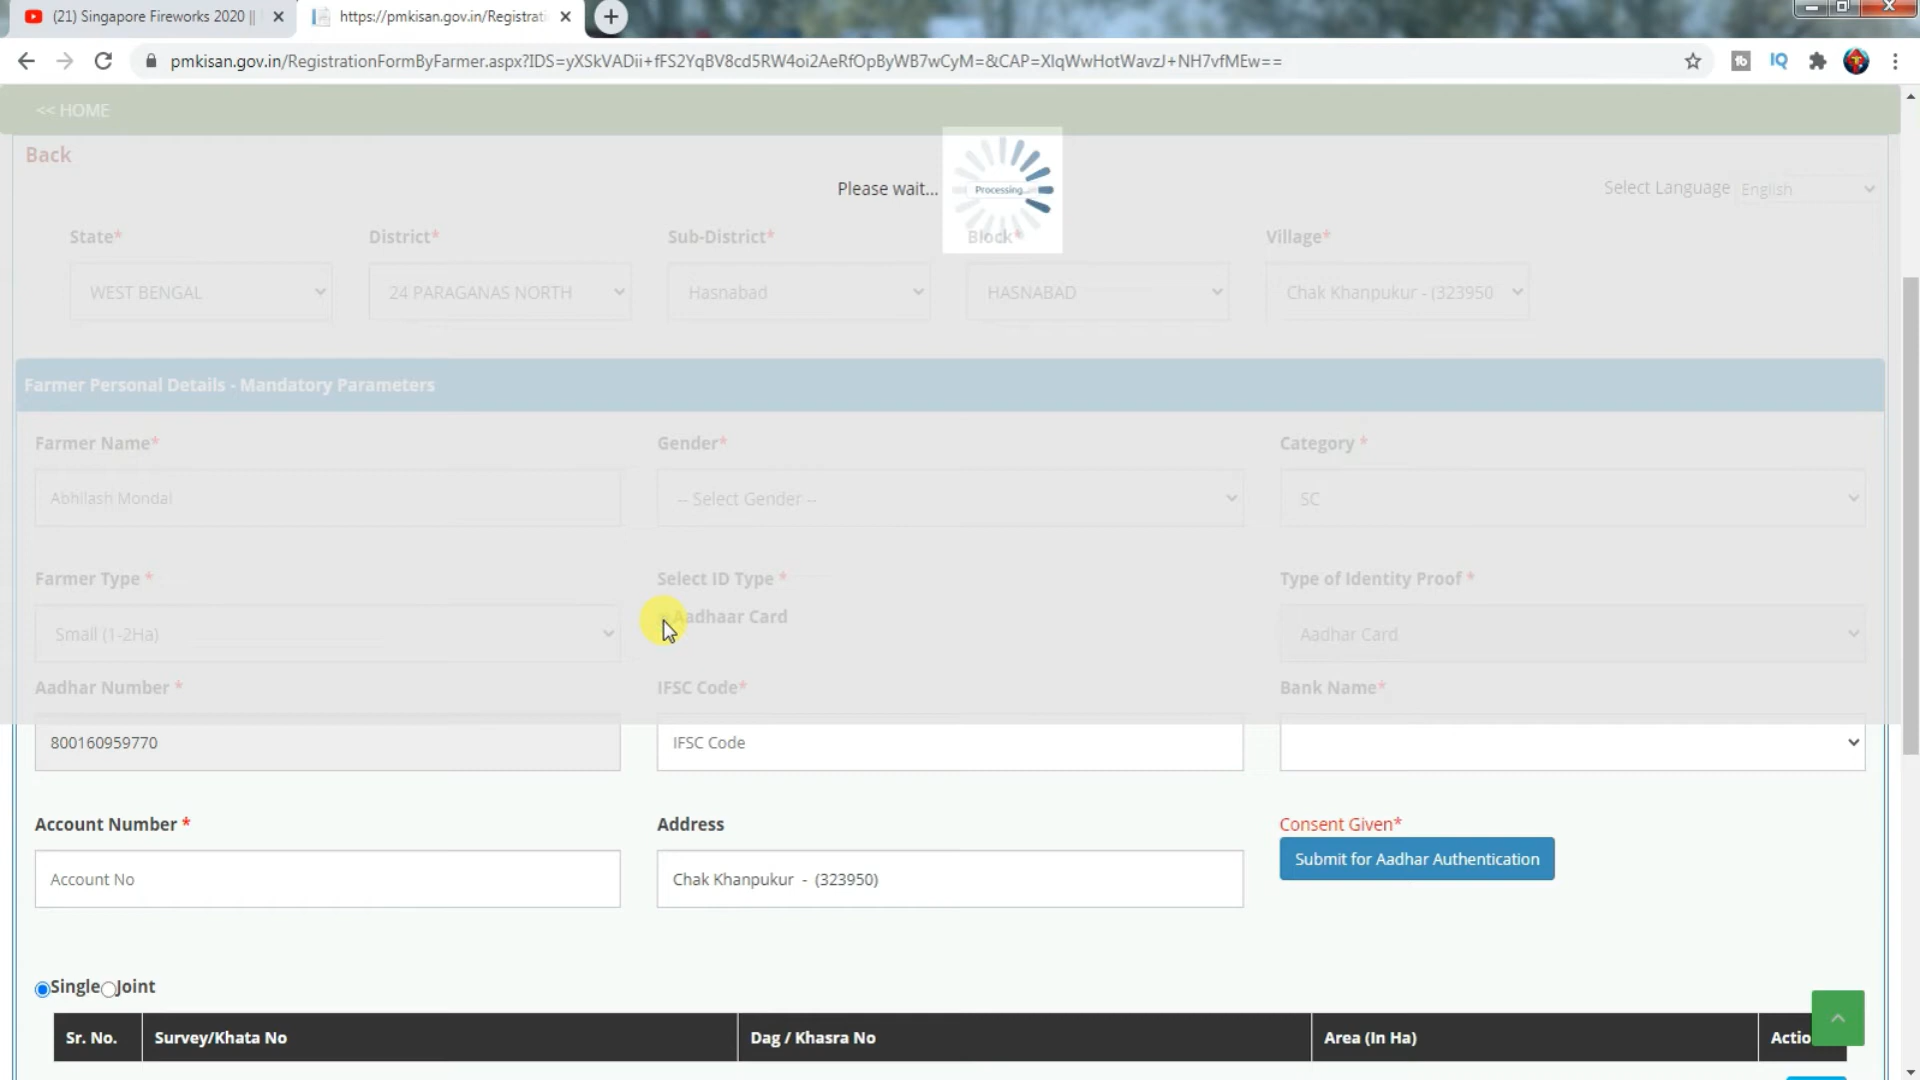 (21) Singapore Fireworks 2020 ||
https://pmkisan.gov.in/Registrati
pmkisan.gov.in/RegistrationFormByFarmer.aspx?IDS=yXSkVADii+fFS2YqBV8cd5RW4oi2AeRfOpByWB7wCyM=&CAP=XIqWwHotWavzJ+NH7vfMEw==
IQ
<< HOME
Back
Please wait...
Processing...
Select Language English
State* District* Sub-District* Block* Village*
WEST BENGAL 24 PARAGANAS NORTH Hasnabad HASNABAD Chak Khanpukur - (323950
Farmer Personal Details - Mandatory Parameters
Farmer Name* Gender* Category *
Abhilash Mondal -- Select Gender -- SC
Farmer Type * Select ID Type * Type of Identity Proof *
Aadhaar Card
Small (1-2Ha) Aadhar Card
Aadhar Number * IFSC Code* Bank Name*
800160959770 IFSC Code
Account Number * Address Consent Given*
Submit for Aadhar Authentication
Account No Chak Khanpukur - (323950)
Single Joint
Sr. No. Survey/Khata No Dag / Khasra No Area (In Ha) Actio